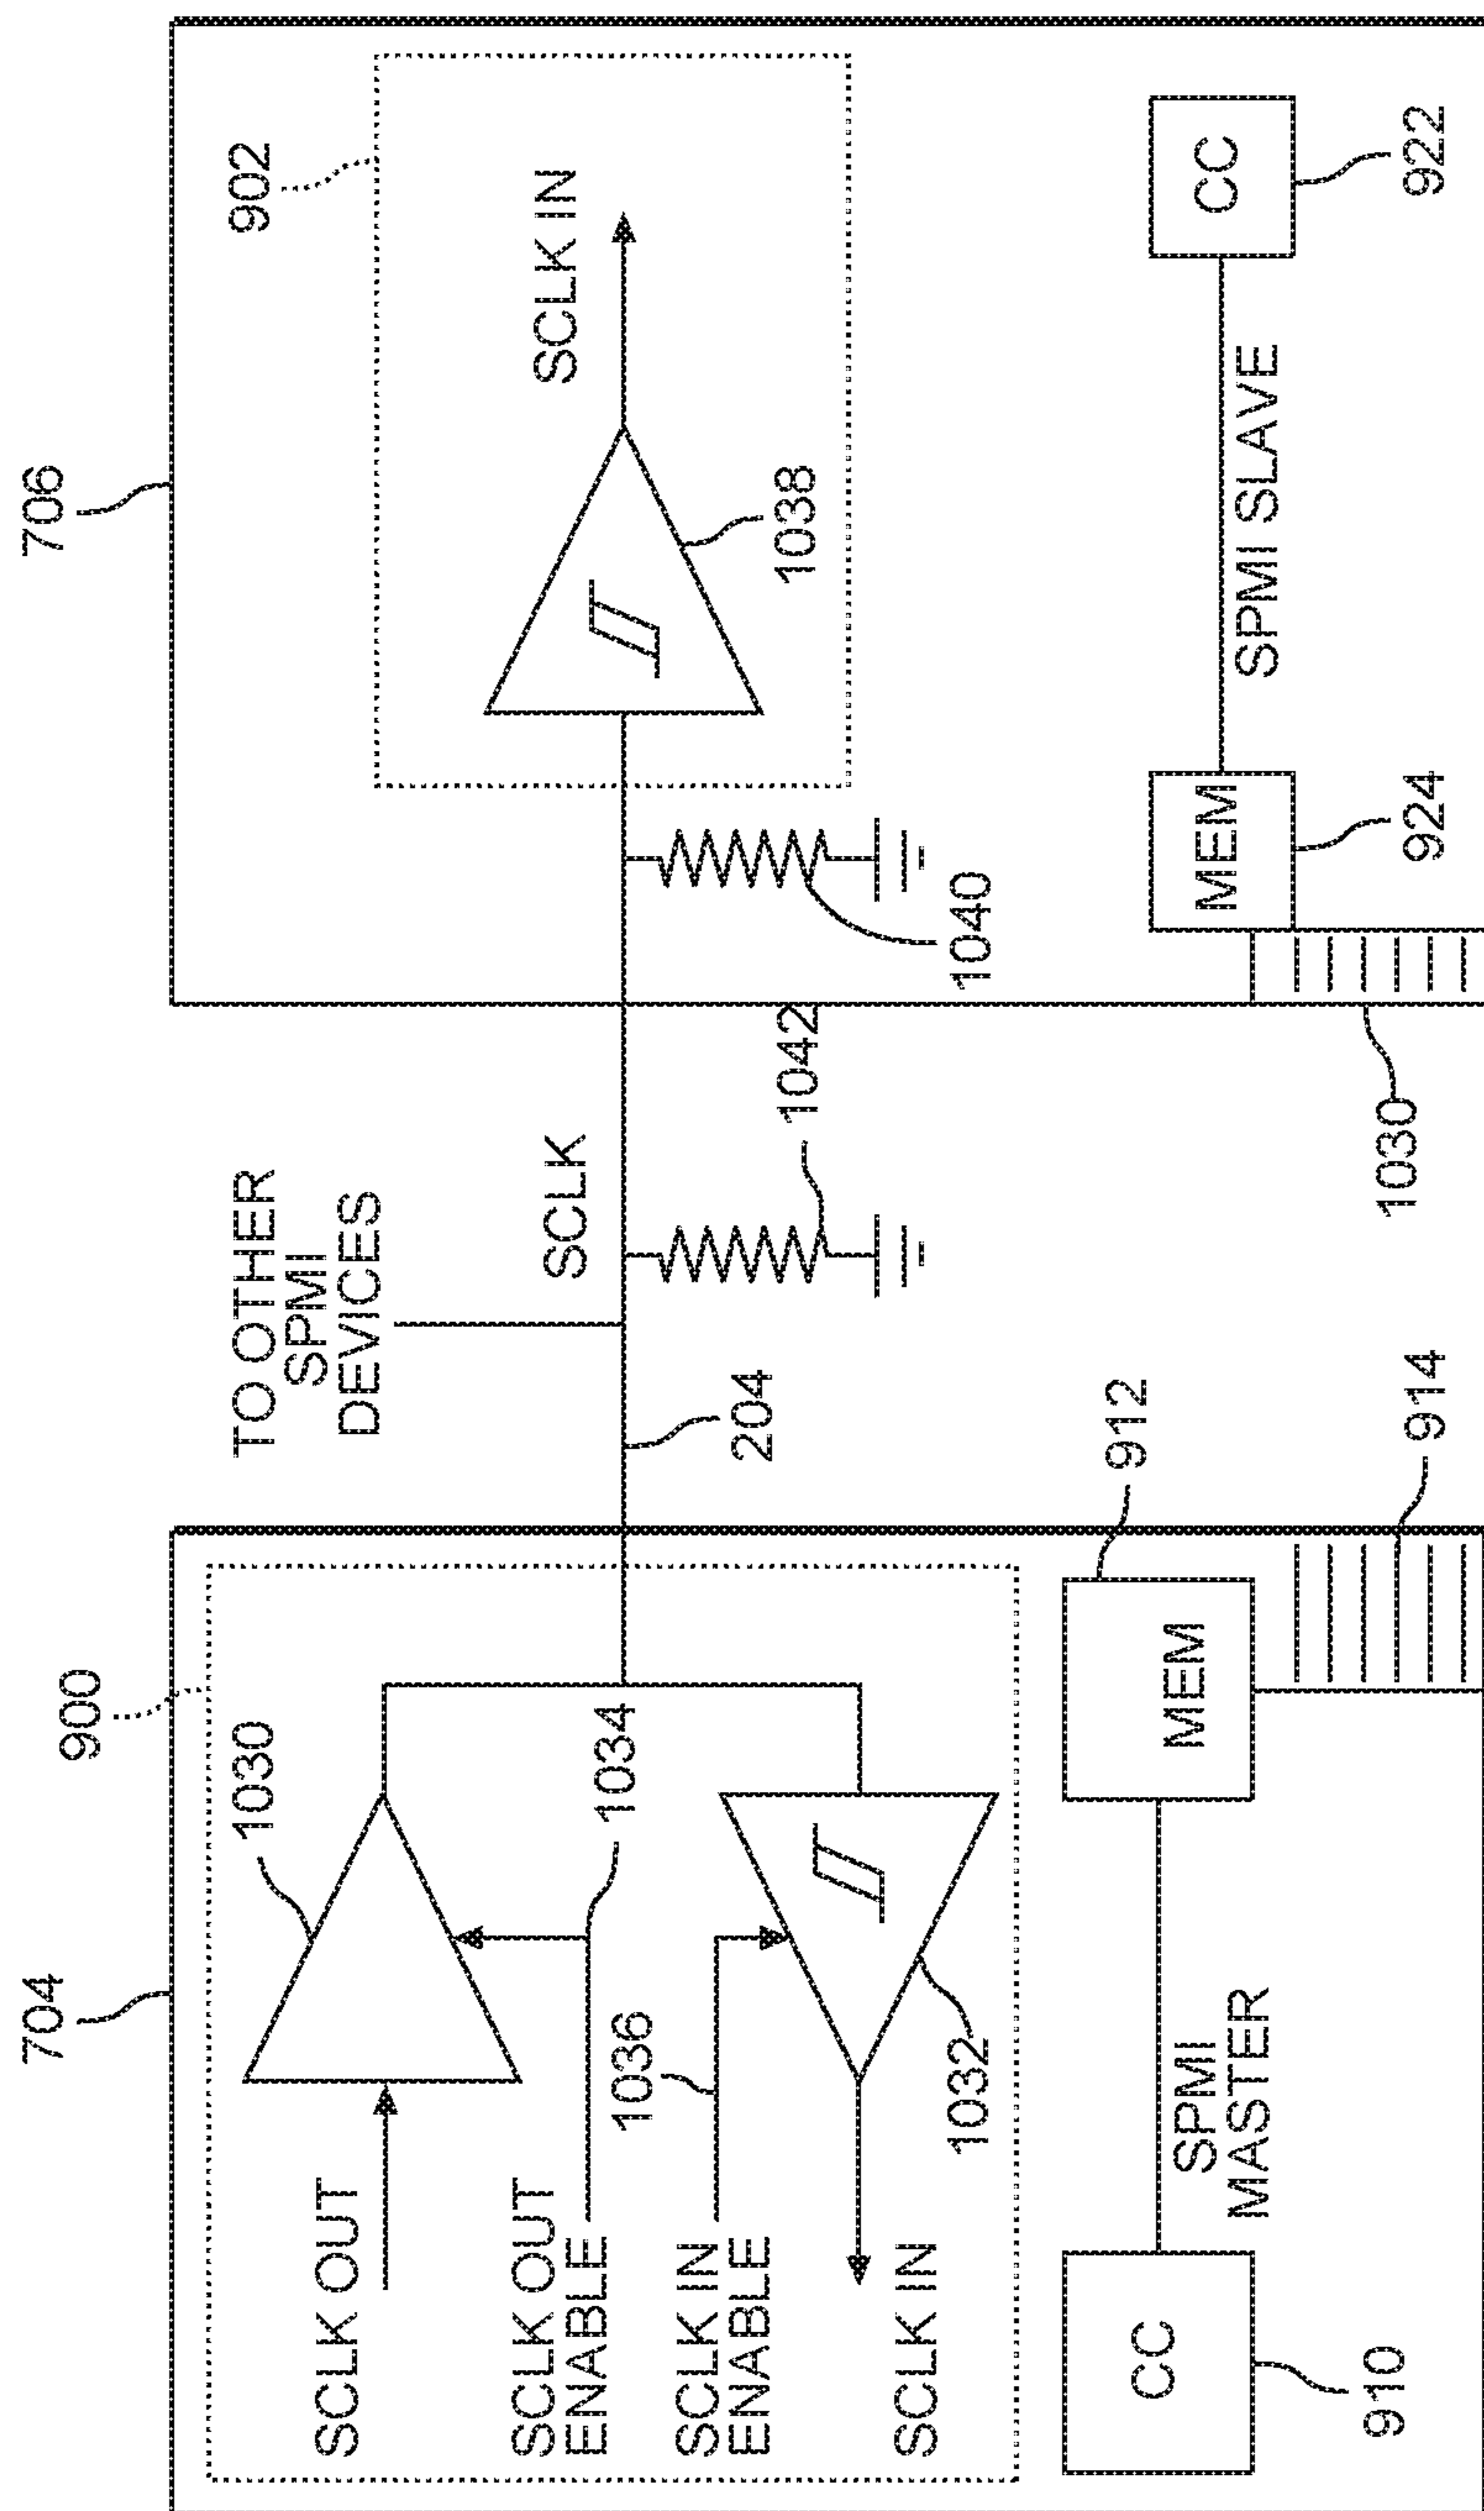 704
706
900
902
1030
SCLK OUT
SCLK OUT
ENABLE
1034
SCLK IN
ENABLE
1036
SCLK IN
1032
TO OTHER
SPMI
DEVICES
SCLK
204
1042
SCLK IN
1038
1040
CC
910
SPMI
MASTER
MEM
912
914
MEM
924
SPMI SLAVE
CC
922
1030